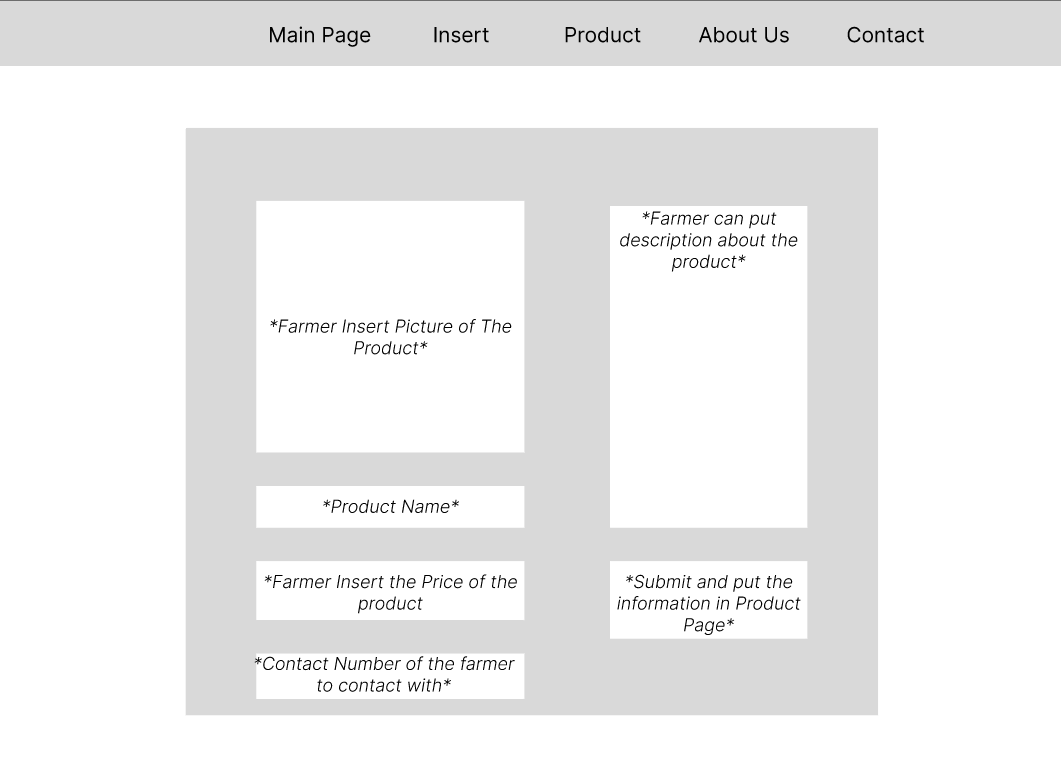 Main Page Insert Product About Us Contact
*Farmer Insert Picture of The
Product*
*Product Name*
*Farmer Insert the Price of the
product
*Contact Number of the farmer
to contact with*
*Farmer can put
description about the
product*
*Submit and put the
information in Product
Page*